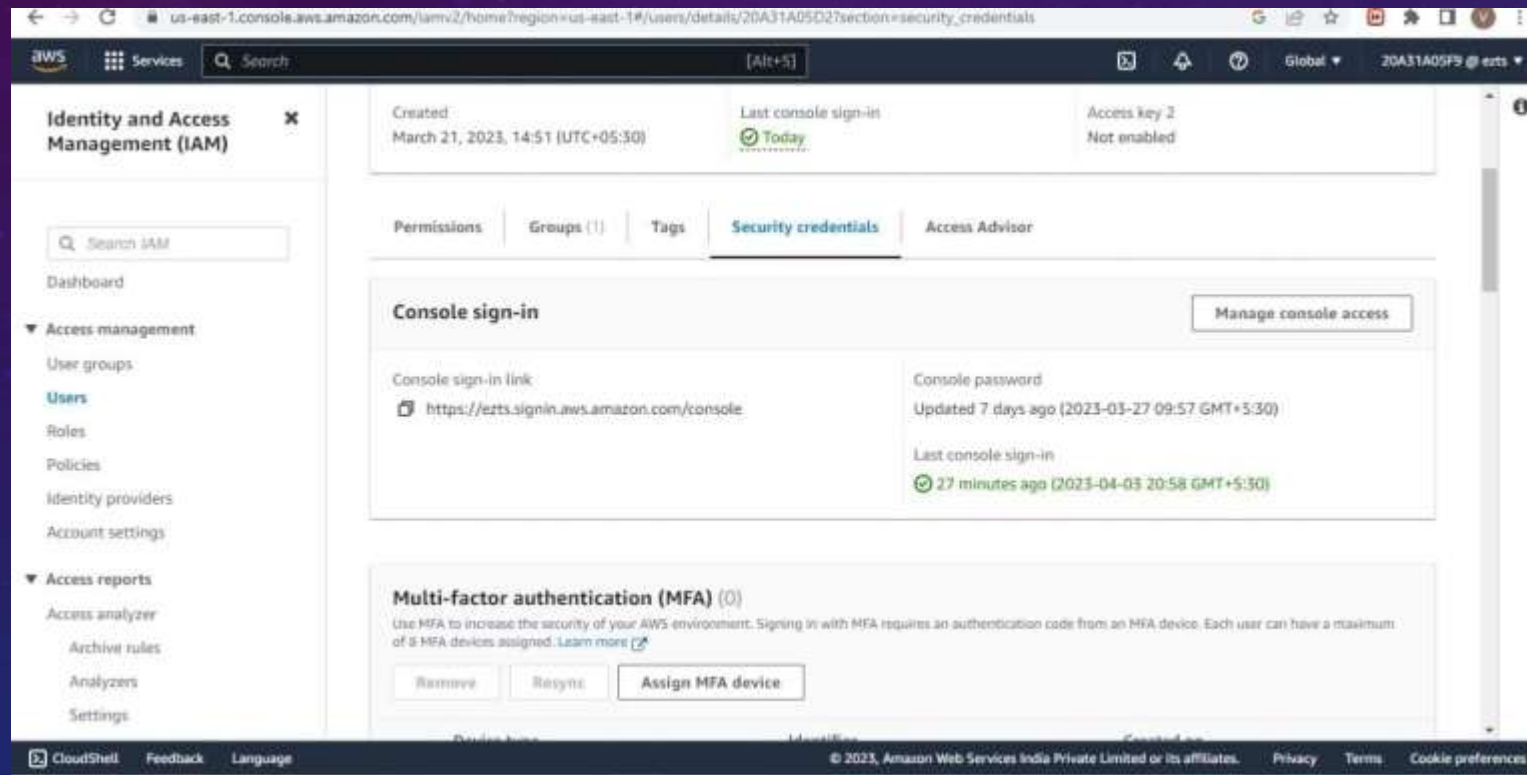 us-east-1.console.aws.amazon.com/iamv2/home?region=us-east-1#/users/details/20A31A05D2?section=security_credentials
aws
Services
Search
[Alt+S]
Global
20A31A05F9 @ ezts
Identity and Access Management (IAM)
Search IAM
Dashboard
Access management
User groups
Users
Roles
Policies
Identity providers
Account settings
Access reports
Access analyzer
Archive rules
Analyzers
Settings
Created
March 21, 2023, 14:51 (UTC+05:30)
Last console sign-in
Today
Access key 2
Not enabled
Permissions
Groups (1)
Tags
Security credentials
Access Advisor
Console sign-in
Manage console access
Console sign-in link
https://ezts.signin.aws.amazon.com/console
Console password
Updated 7 days ago (2023-03-27 09:57 GMT+5:30)
Last console sign-in
27 minutes ago (2023-04-03 20:58 GMT+5:30)
Multi-factor authentication (MFA) (0)
Use MFA to increase the security of your AWS environment. Signing in with MFA requires an authentication code from an MFA device. Each user can have a maximum
of 8 MFA devices assigned. Learn more
Remove
Resync
Assign MFA device
Device type
Identifier
Created on
CloudShell
Feedback
Language
© 2023, Amazon Web Services India Private Limited or its affiliates.
Privacy
Terms
Cookie preferences